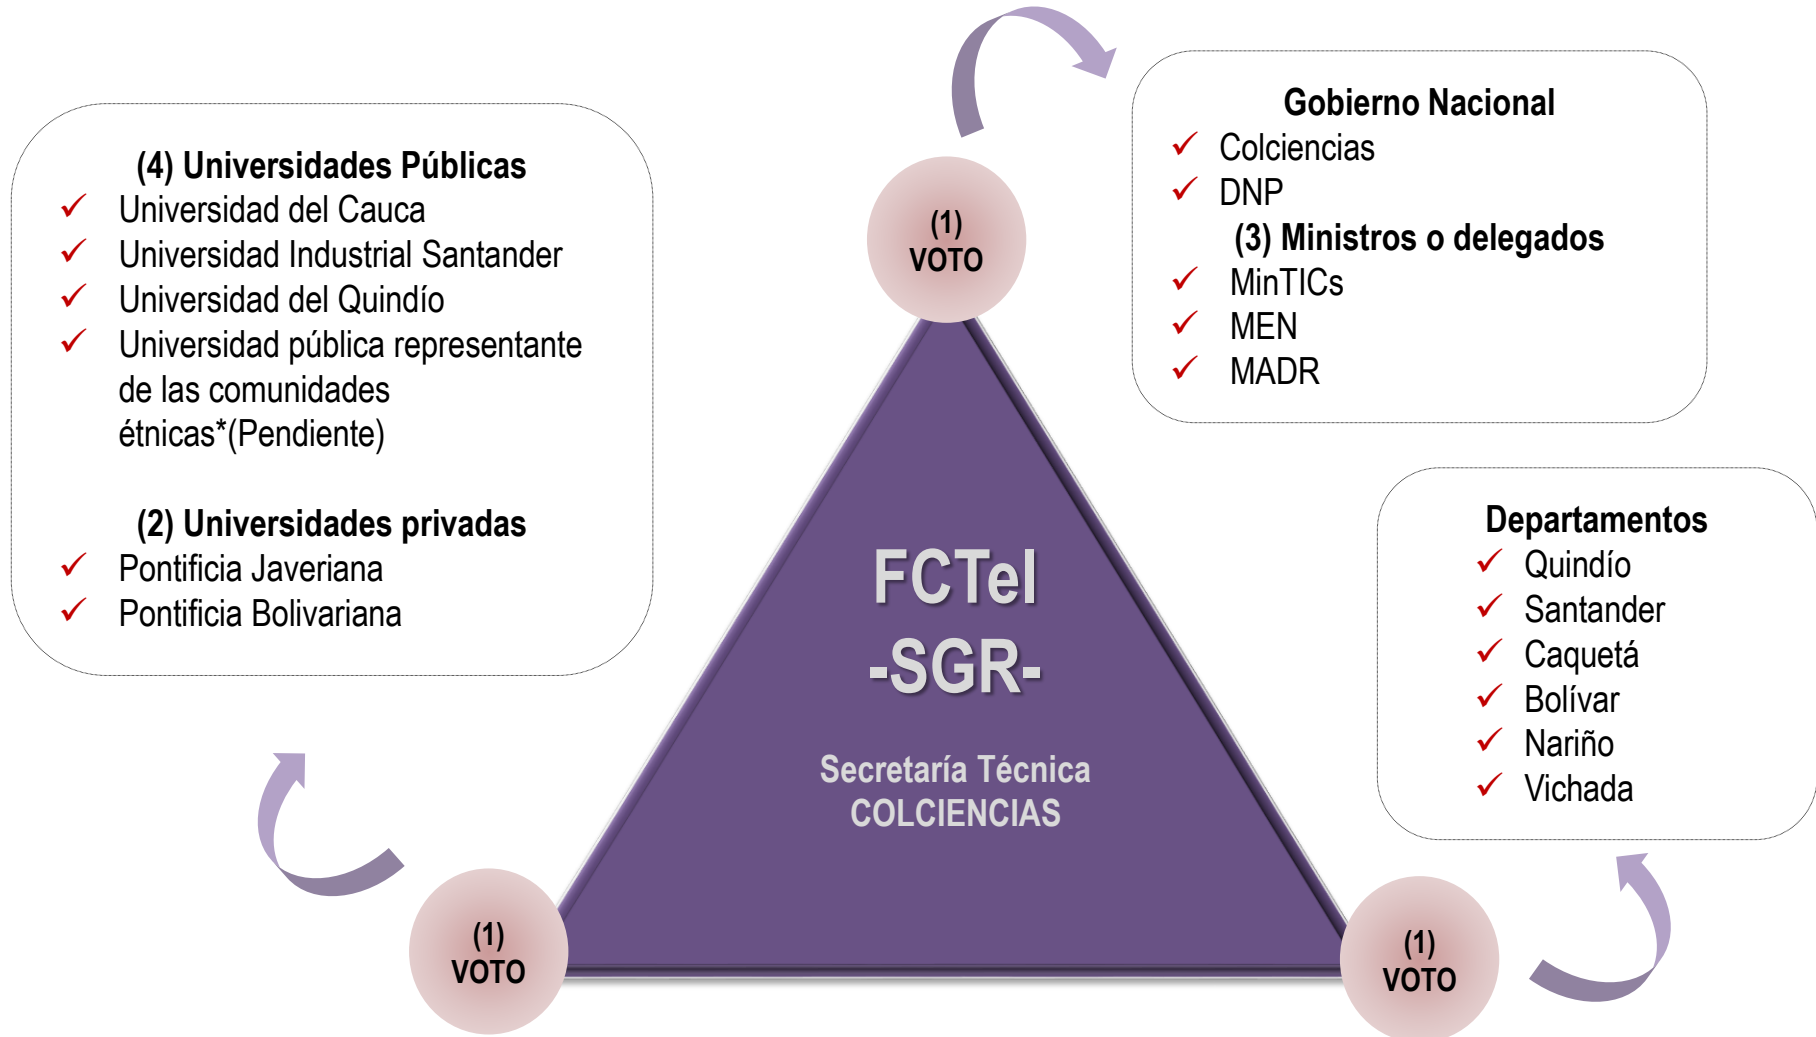 (4) Universidades Públicas
Universidad del Cauca
Universidad Industrial Santander
Universidad del Quindío
Universidad pública representante
de las comunidades
étnicas*(Pendiente)
(2) Universidades privadas
Pontificia Javeriana
Pontificia Bolivariana
(1)
VOTO
Gobierno Nacional
Colciencias
DNP
(3) Ministros o delegados
MinTICs
MEN
MADR
FCTeI
-SGR-
Secretaría Técnica
COLCIENCIAS
Departamentos
Quindío
Santander
Caquetá
Bolívar
Nariño
Vichada
(1)
VOTO
(1)
VOTO